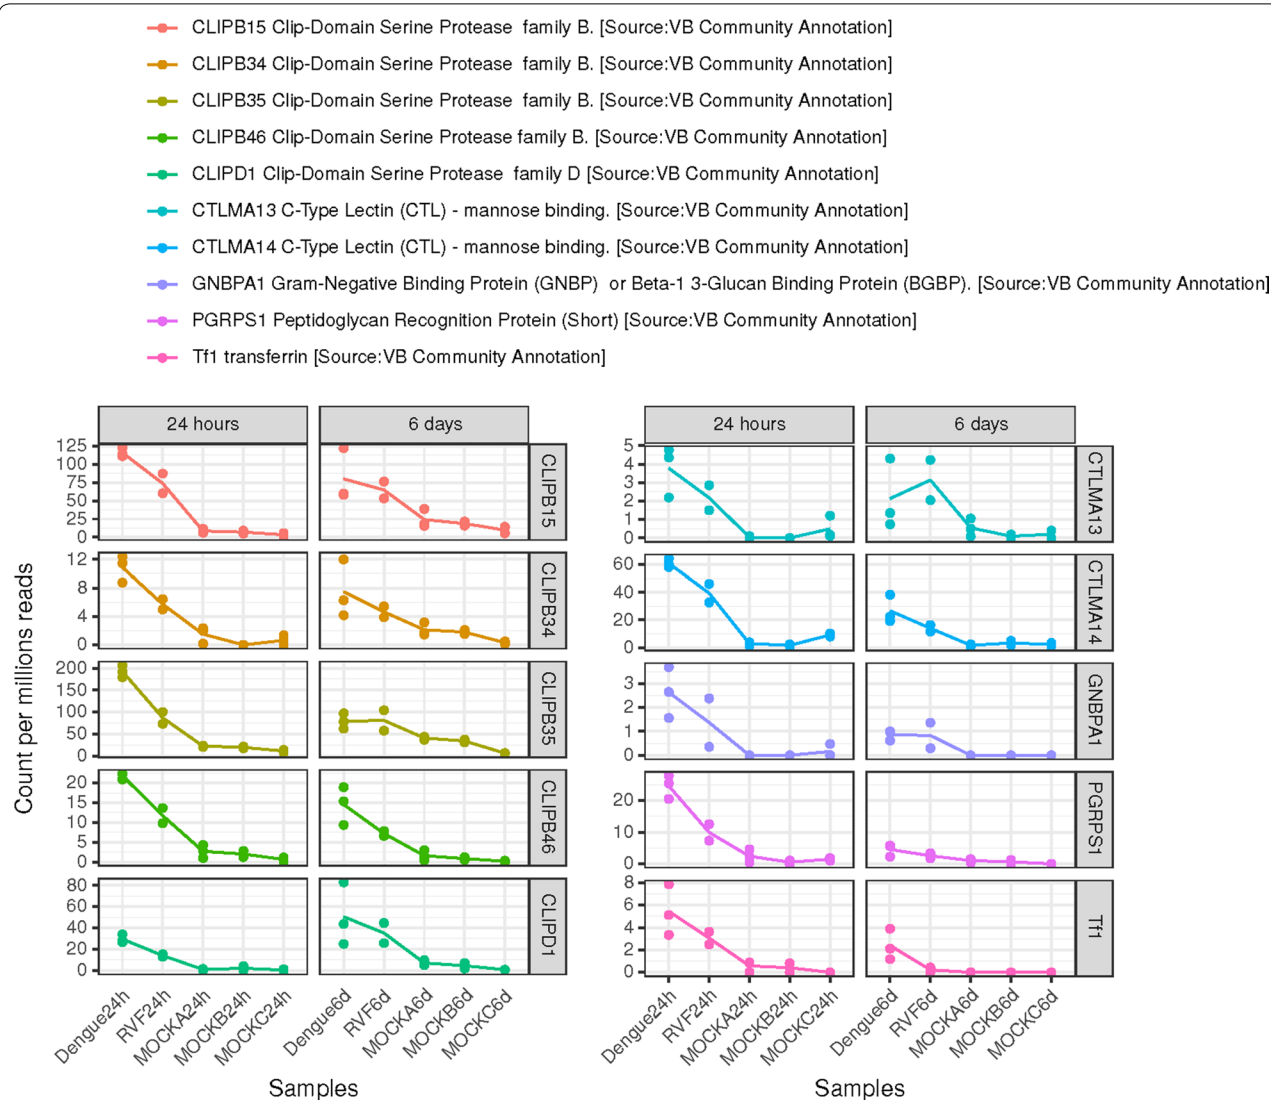 CLIPB15 Clip-Domain Serine Protease  family B. [Source:VB Community Annotation]
CLIPB34 Clip-Domain Serine Protease  family B. [Source:VB Community Annotation]
CLIPB35 Clip-Domain Serine Protease  family B. [Source:VB Community Annotation]
CLIPB46 Clip-Domain Serine Protease family B. [Source:VB Community Annotation]
CLIPD1 Clip-Domain Serine Protease  family D [Source:VB Community Annotation]
CTLMA13 C-Type Lectin (CTL) - mannose binding. [Source:VB Community Annotation]
CTLMA14 C-Type Lectin (CTL) - mannose binding. [Source:VB Community Annotation]
GNBPA1 Gram-Negative Binding Protein (GNBP)  or Beta-1 3-Glucan Binding Protein (BGBP). [Source:VB Community Annotation]
PGRPS1 Peptidoglycan Recognition Protein (Short) [Source:VB Community Annotation]
Tf1 transferrin [Source:VB Community Annotation]
Count per millions reads
24 hours
6 days
125
100
75
50
25
0
CLIPB15
12
8
4
0
CLIPB34
200
150
100
50
0
CLIPB35
20
15
10
5
0
CLIPB46
80
60
40
20
0
CLIPD1
Dengue24h
RVF24h
MOCKA24h
MOCKB24h
MOCKC24h
Dengue6d
RVF6d
MOCKA6d
MOCKB6d
MOCKC6d
Samples
24 hours
6 days
5
4
3
2
1
0
CTLMA13
60
40
20
0
CTLMA14
3
2
1
0
GNBPA1
20
10
0
PGRPS1
8
6
4
2
0
Tf1
Dengue24h
RVF24h
MOCKA24h
MOCKB24h
MOCKC24h
Dengue6d
RVF6d
MOCKA6d
MOCKB6d
MOCKC6d
Samples